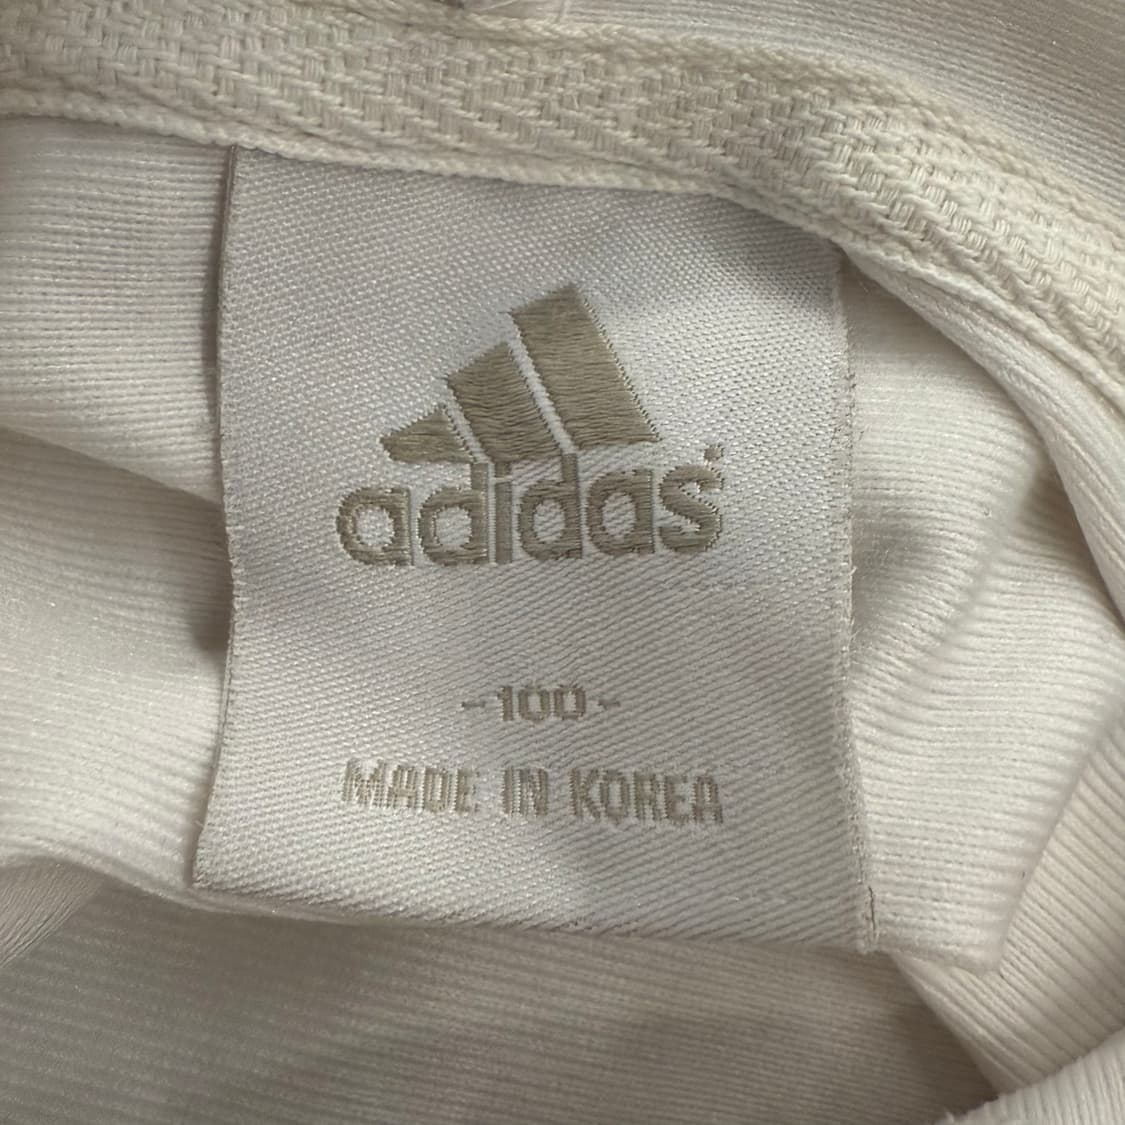 adidas
-100-
MADE IN KOREA